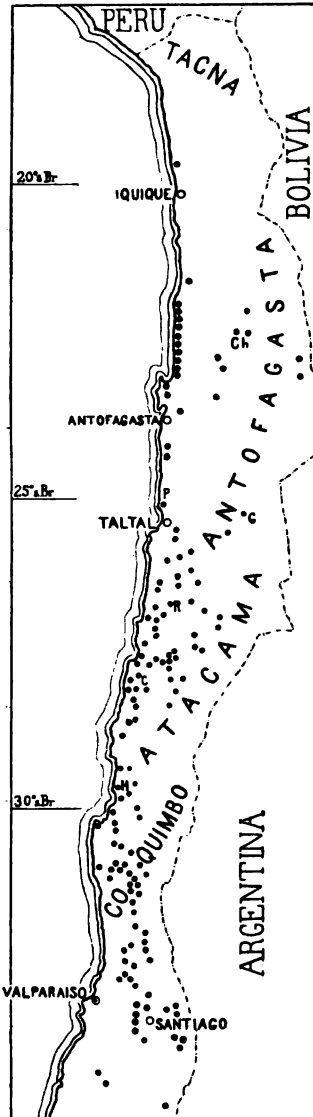 PERU
TACNA
BOLIVIA
20°s Br
IQUIQUE
ANTOFAGASTA
Ch
ANTOFAGASTA
25°s Br
P
TALTAL
G
R
ATACAMA
C
H
30°s Br
COQUIMBO
ARGENTINA
VALPARAISO
SANTIAGO